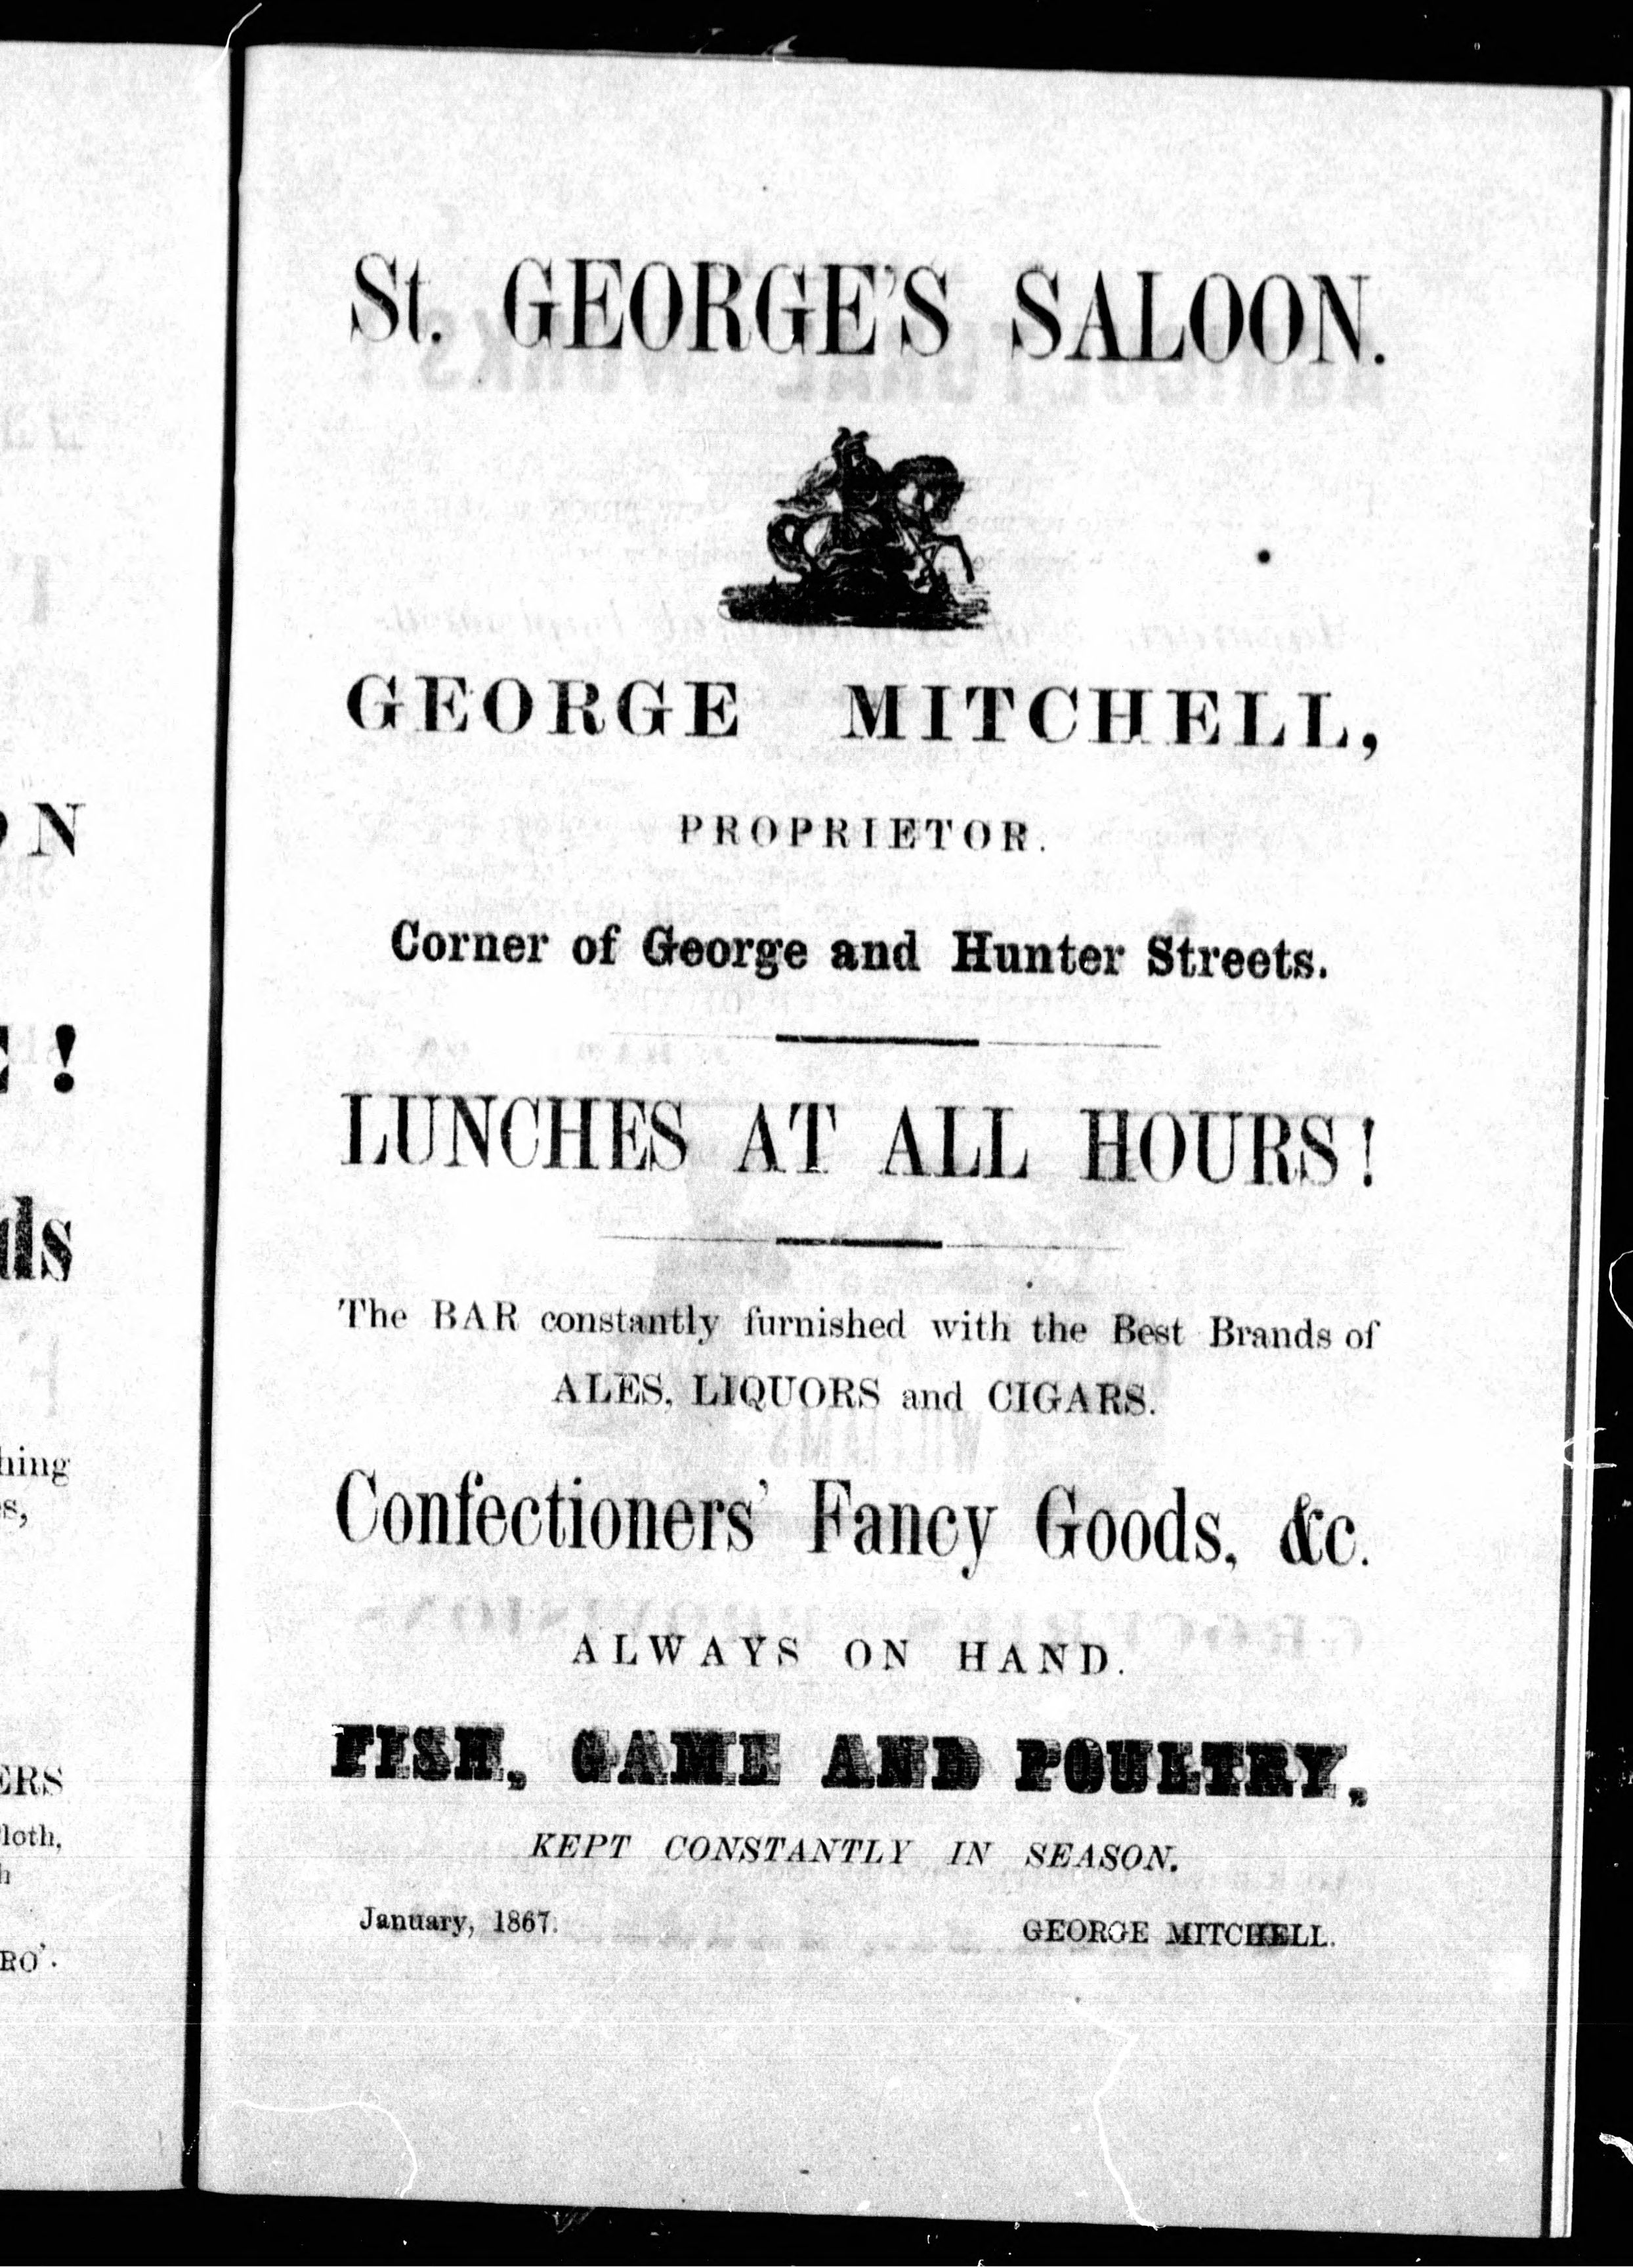 St. GEORGE'S SALOON.
GEORGE MITCHELL,
PROPRIETOR.
Corner of George and Hunter Streets.
LUNCHES AT ALL HOURS!
The BAR constantly furnished with the Best Brands of
ALES, LIQUORS and CIGARS.
Confectioners' Fancy Goods, &c.
ALWAYS ON HAND.
FISH, GAME AND POULTRY,
KEPT CONSTANTLY IN SEASON.
January, 1867.
GEORGE MITCHELL.